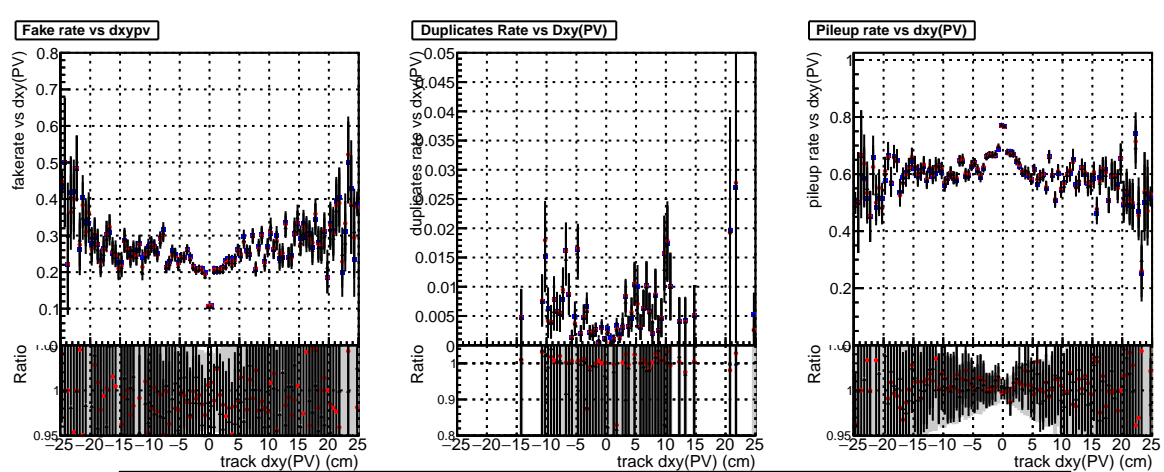 Fake rate vs dxypv
fakerate vs dxy(PV)
0.8
0.7
0.6
0.5
0.4
0.3
0.2
0.1
Ratio
1
0.95
−25 −20 −15 −10 −5 0 5 10 15 20 25
track dxy(PV) (cm)
Duplicates Rate vs Dxy(PV)
duplicates rate vs dxy(PV)
0.05
0.045
0.04
0.035
0.03
0.025
0.02
0.015
0.01
0.005
0
Ratio
1
0.9
0.8
−25 −20 −15 −10 −5 0 5 10 15 20 25
track dxy(PV) (cm)
Pileup rate vs dxy(PV)
pileup rate vs dxy(PV)
1
0.8
0.6
0.4
0.2
Ratio
1
0.95
−25 −20 −15 −10 −5 0 5 10 15 20 25
track dxy(PV) (cm)